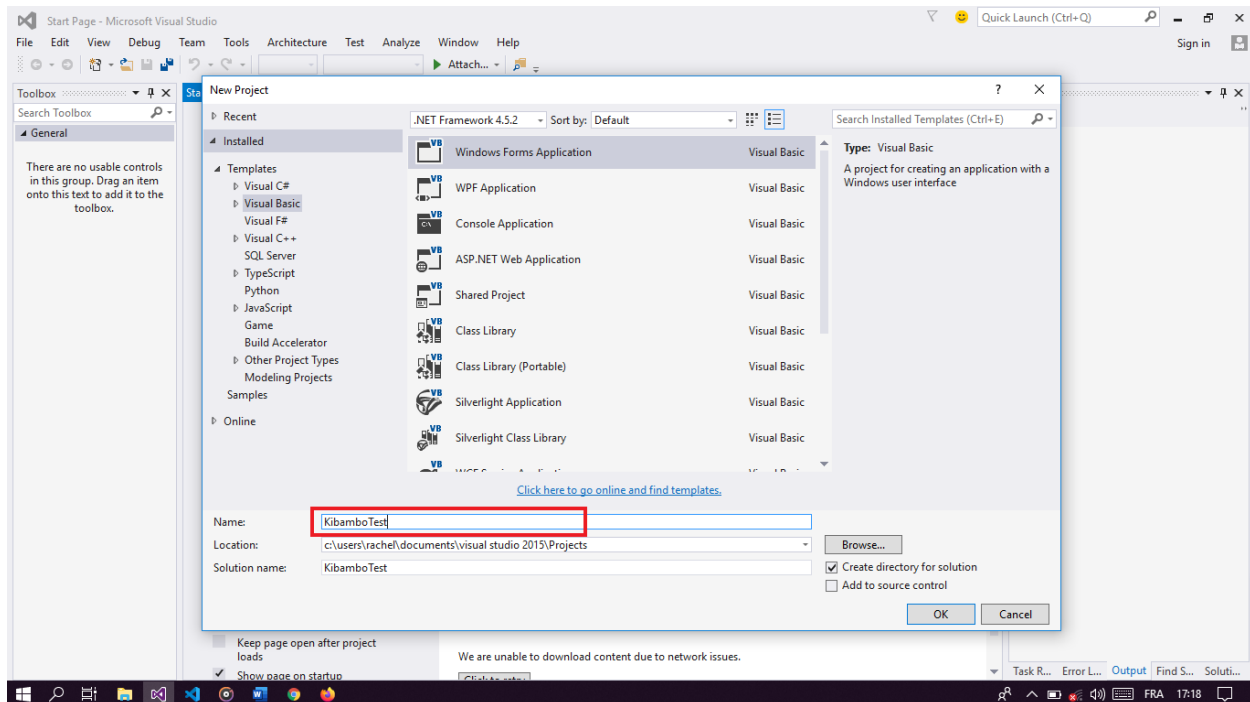 Start Page - Microsoft Visual Studio
Quick Launch (Ctrl+Q)
File Edit View Debug Team Tools Architecture Test Analyze Window Help
Sign in
Attach...
Toolbox
Search Toolbox
General
There are no usable controls
in this group. Drag an item
onto this text to add it to the
toolbox.
Sta
New Project
? 
Recent
Installed
Templates
Visual C#
Visual Basic
Visual F#
Visual C++
SQL Server
TypeScript
Python
JavaScript
Game
Build Accelerator
Other Project Types
Modeling Projects
Samples
Online
.NET Framework 4.5.2 Sort by: Default
Search Installed Templates (Ctrl+E)
Windows Forms Application Visual Basic
WPF Application Visual Basic
Console Application Visual Basic
ASP.NET Web Application Visual Basic
Shared Project Visual Basic
Class Library Visual Basic
Class Library (Portable) Visual Basic
Silverlight Application Visual Basic
Silverlight Class Library Visual Basic
Type: Visual Basic
A project for creating an application with a
Windows user interface
Click here to go online and find templates.
Name: KibamboTest
Location: c:\users\rachel\documents\visual studio 2015\Projects
Browse...
Solution name: KibamboTest
Create directory for solution
Add to source control
OK Cancel
Keep page open after project
loads
Show page on startup
We are unable to download content due to network issues.
Click to retry
Task R... Error L... Output Find S... Soluti...
FRA 17:18